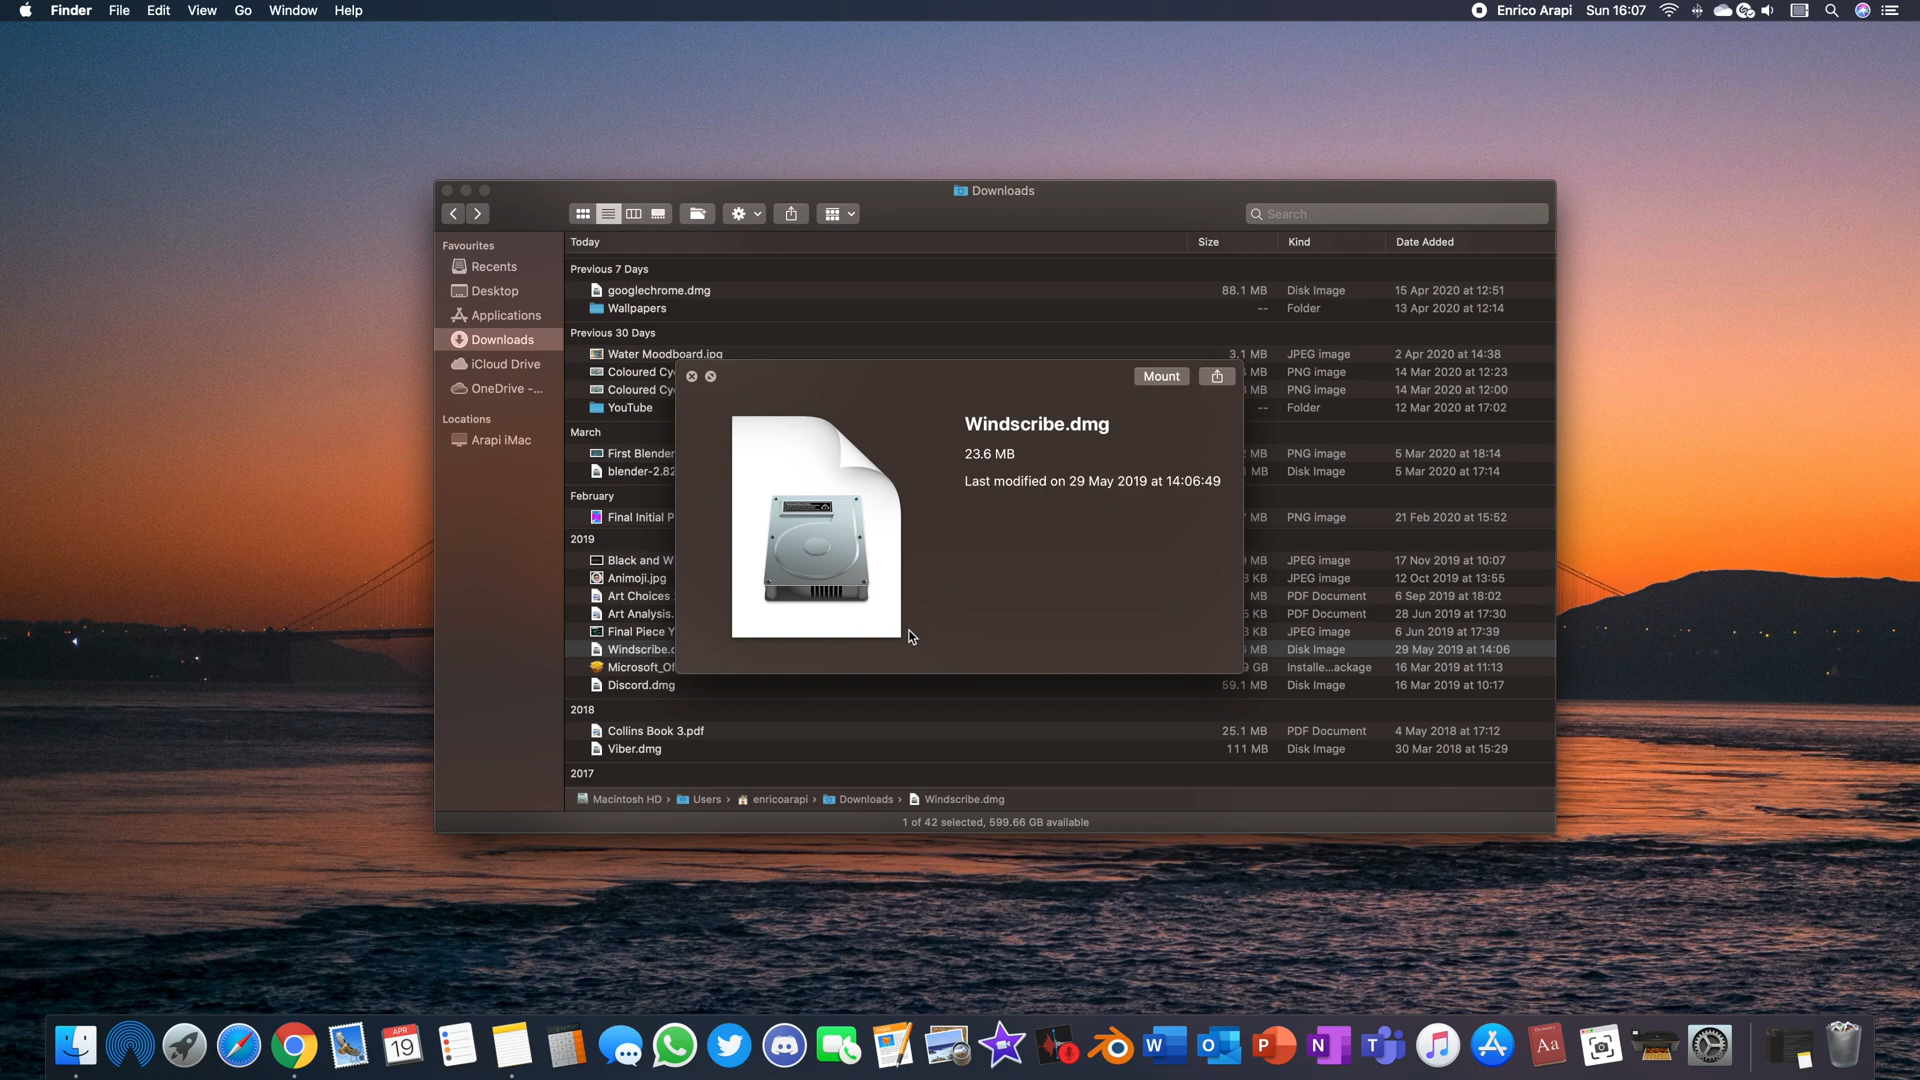 Finder File Edit View Go Window Help
Enrico Arapi Sun 16:07
Downloads
Search
Favourites
Recents
Desktop
Applications
Downloads
iCloud Drive
OneDrive -...
Locations
Arapi iMac
Today Size Kind Date Added
Previous 7 Days
googlechrome.dmg 88.1 MB Disk Image 15 Apr 2020 at 12:51
Wallpapers -- Folder 13 Apr 2020 at 12:14
Previous 30 Days
Water Moodboard.jpg 3.1 MB JPEG image 2 Apr 2020 at 14:38
Coloured Cy MB PNG image 14 Mar 2020 at 12:23
Coloured Cy MB PNG image 14 Mar 2020 at 12:00
YouTube -- Folder 12 Mar 2020 at 17:02
March
First Blender MB PNG image 5 Mar 2020 at 18:14
blender-2.82 MB Disk Image 5 Mar 2020 at 17:14
February
Final Initial P MB PNG image 21 Feb 2020 at 15:52
2019
Black and W MB JPEG image 17 Nov 2019 at 10:07
Animoji.jpg KB JPEG image 12 Oct 2019 at 13:55
Art Choices MB PDF Document 6 Sep 2019 at 18:02
Art Analysis. KB PDF Document 28 Jun 2019 at 17:30
Final Piece Y KB JPEG image 6 Jun 2019 at 17:39
Windscribe.d MB Disk Image 29 May 2019 at 14:06
Microsoft_Of GB Installe...ackage 16 Mar 2019 at 11:13
Discord.dmg 59.1 MB Disk Image 16 Mar 2019 at 10:17
2018
Collins Book 3.pdf 25.1 MB PDF Document 4 May 2018 at 17:12
Viber.dmg 111 MB Disk Image 30 Mar 2018 at 15:29
2017
Macintosh HD › Users › enricoarapi › Downloads › Windscribe.dmg
1 of 42 selected, 599.66 GB available
Mount
Windscribe.dmg
23.6 MB
Last modified on 29 May 2019 at 14:06:49
APR
19
W
O
P
N
T
Aa